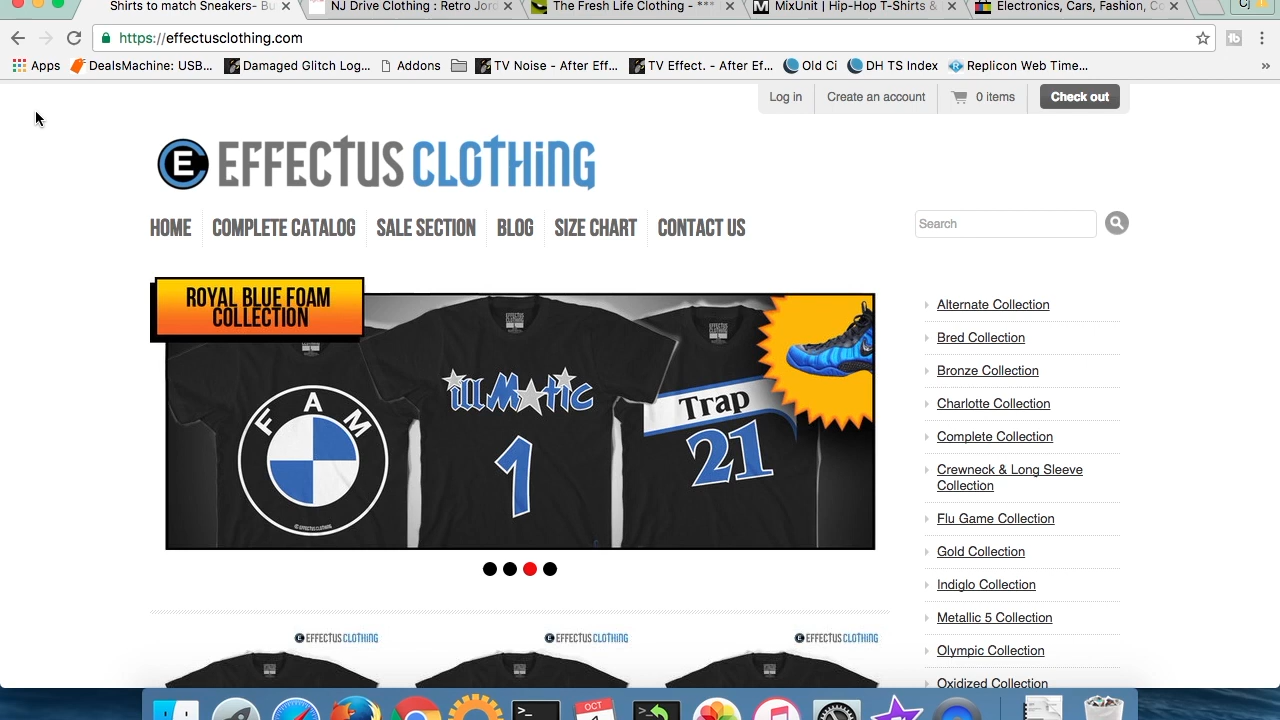 Shirts to match Sneakers- Bu
NJ Drive Clothing : Retro Jord
The Fresh Life Clothing - ***
MixUnit | Hip-Hop T-Shirts &
Electronics, Cars, Fashion, Co
https://effectusclothing.com
Apps
DealsMachine: USB...
Damaged Glitch Log...
Addons
TV Noise - After Eff...
TV Effect. - After Ef...
Old Ci
DH TS Index
Replicon Web Time...
»
Log in
Create an account
0 items
Check out
E EFFECTUS CLOTHING
HOME
COMPLETE CATALOG
SALE SECTION
BLOG
SIZE CHART
CONTACT US
Search
ROYAL BLUE FOAM
COLLECTION
FAM
© EFFECTUS CLOTHING
EFFECTUS
CLOTHING
illMatic
1
Trap
21
Alternate Collection
Bred Collection
Bronze Collection
Charlotte Collection
Complete Collection
Crewneck & Long Sleeve
Collection
Flu Game Collection
Gold Collection
Indiglo Collection
Metallic 5 Collection
Olympic Collection
Oxidized Collection
E EFFECTUS CLOTHING
E EFFECTUS CLOTHING
E EFFECTUS CLOTHING
OCT